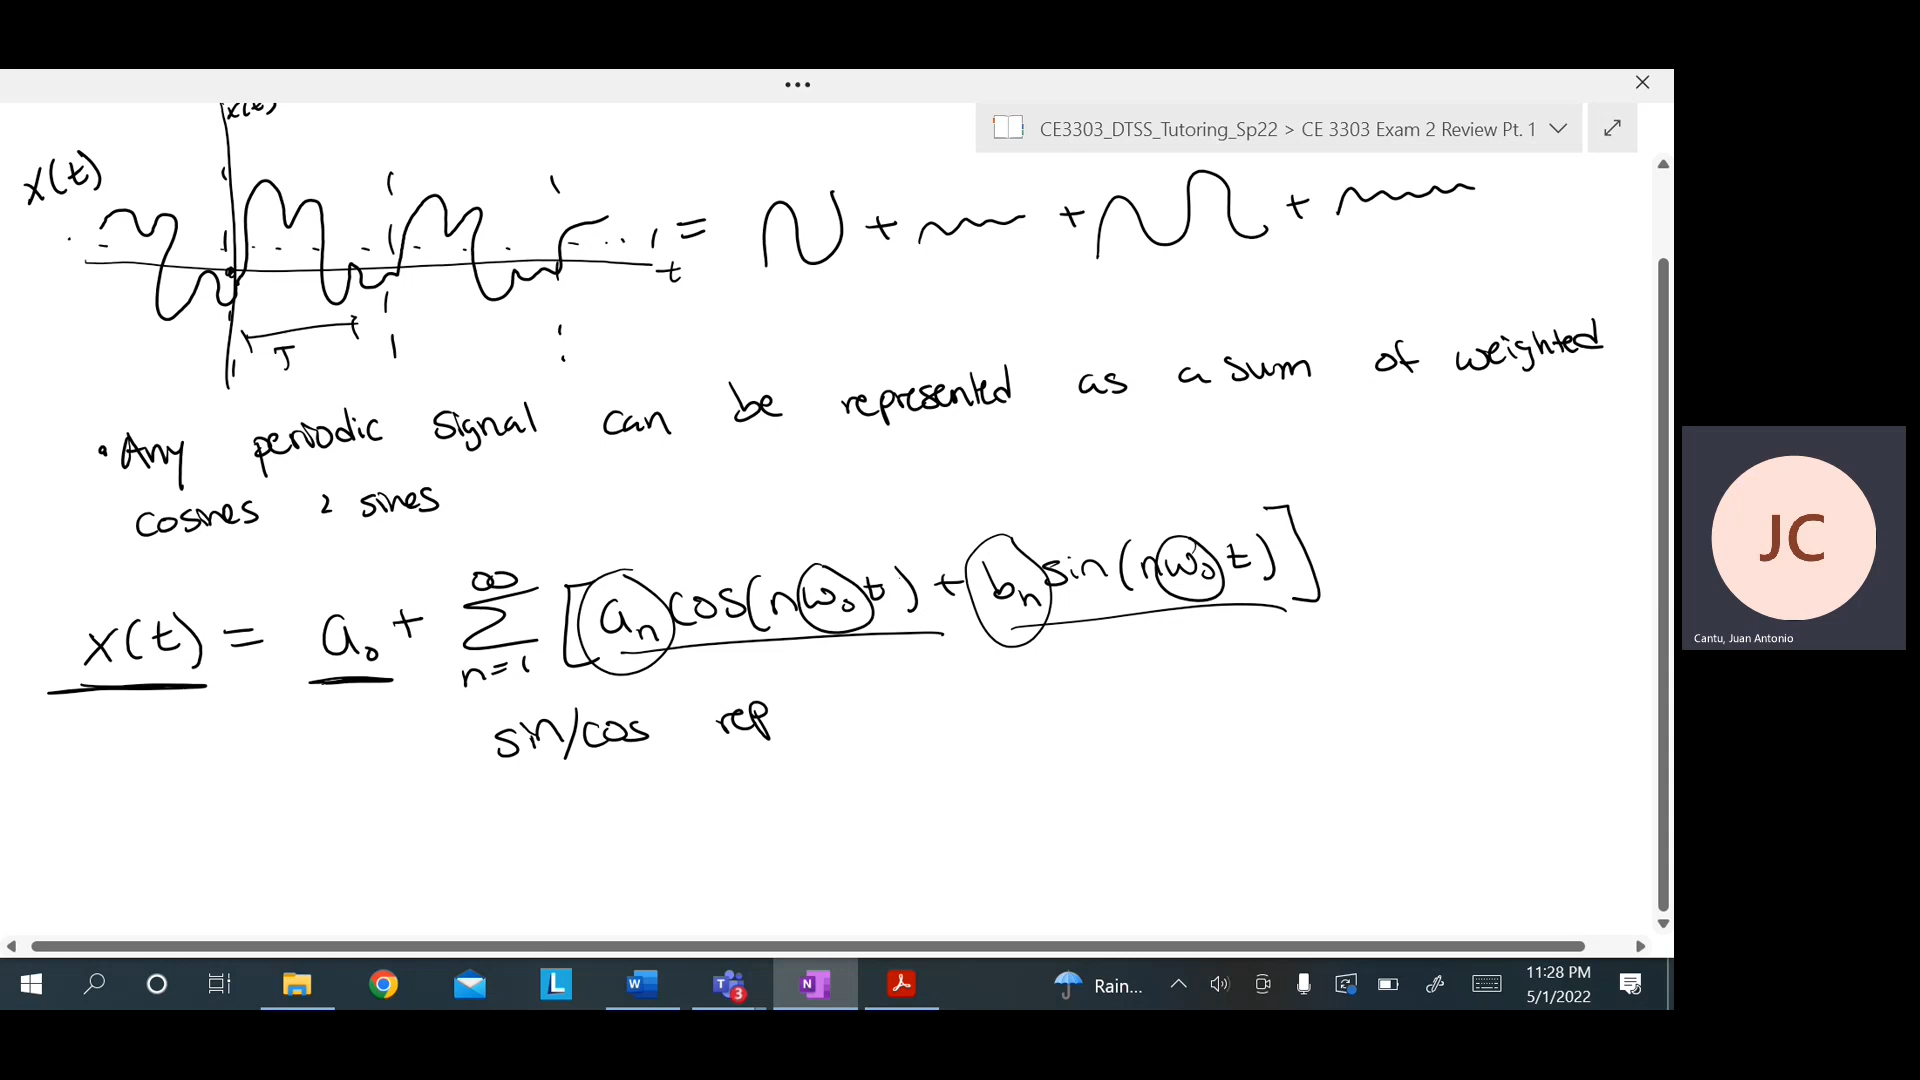 x(t)
CE3303_DTSS_Tutoring_Sp22 > CE 3303 Exam 2 Review Pt. 1
x(t)
= + + +
t
T
• Any periodic signal can be represented as a sum of weighted
cosines & sines
x(t) = a₀ + ∞ Σ n=1 [aₙcos(nω₀t) + bₙsin(nω₀t)]
sin/cos rep
JC
Cantu, Juan Antonio
L W T 3 N Rain... 11:28 PM
5/1/2022